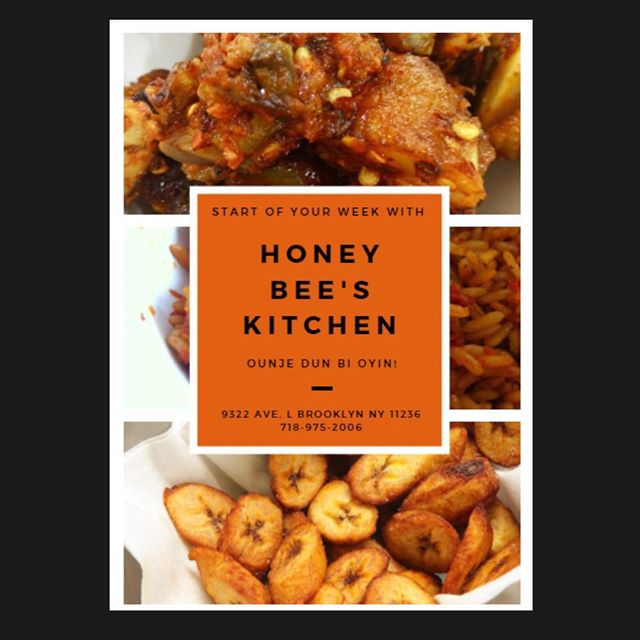 START OF YOUR WEEK WITH
HONEY
BEE'S
KITCHEN
OUNJE DUN BI OYIN!
9322 AVE. L BROOKLYN NY 11236
718-975-2006